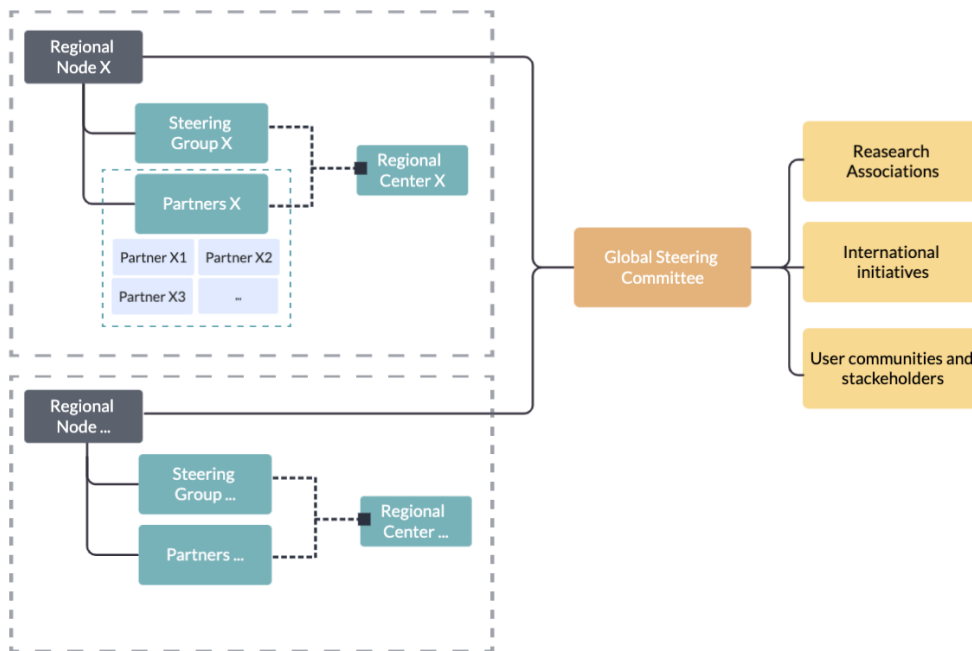 Regional
Node X
Steering
Group X
Regional
Center X
Partners X
Partner X1
Partner X2
Partner X3
...
Regional
Node ...
Steering
Group ...
Regional
Center ...
Partners ...
Global Steering
Committee
Reasearch
Associations
International
initiatives
User communities and
stackeholders